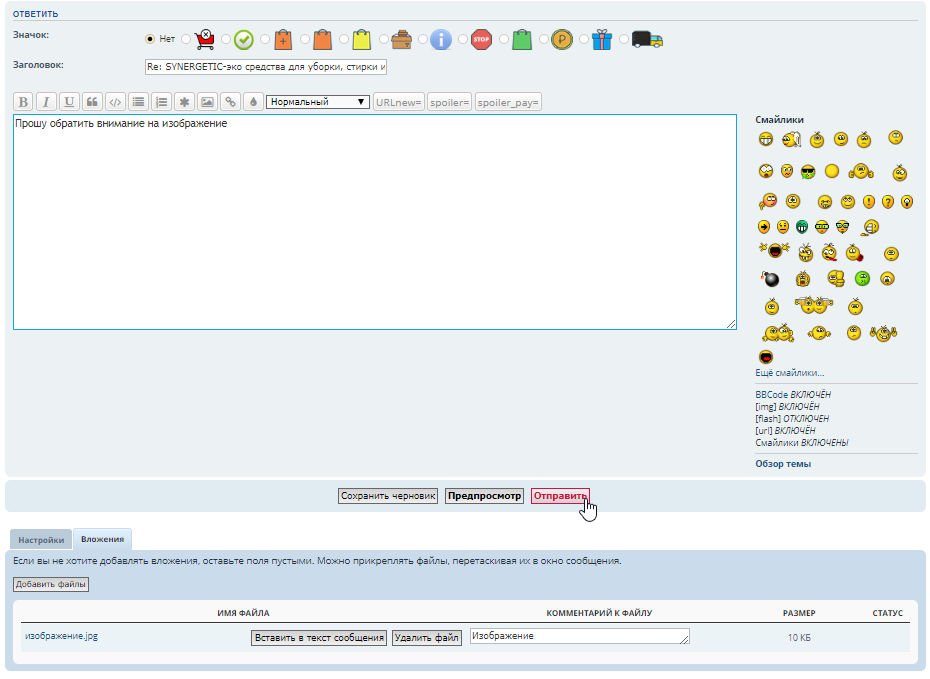 ОТВЕТИТЬ
Значок:
Нет
STOP
Заголовок:
Re: SYNERGETIC-эко средства для уборки, стирки и
B I U Нормальный URLnew= spoiler= spoiler_pay=
Прошу обратить внимание на изображение
Смайлики
Ещё смайлики...
BBCode ВКЛЮЧЁН
[img] ВКЛЮЧЁН
[flash] ОТКЛЮЧЕН
[url] ВКЛЮЧЁН
Смайлики ВКЛЮЧЕНЫ
Обзор темы
Сохранить черновик Предпросмотр Отправить
Настройки Вложения
Если вы не хотите добавлять вложения, оставьте поля пустыми. Можно прикреплять файлы, перетаскивая их в окно сообщения.
Добавить файлы
ИМЯ ФАЙЛА КОММЕНТАРИЙ К ФАЙЛУ РАЗМЕР СТАТУС
изображение.jpg Вставить в текст сообщения Удалить файл Изображение 10 КБ